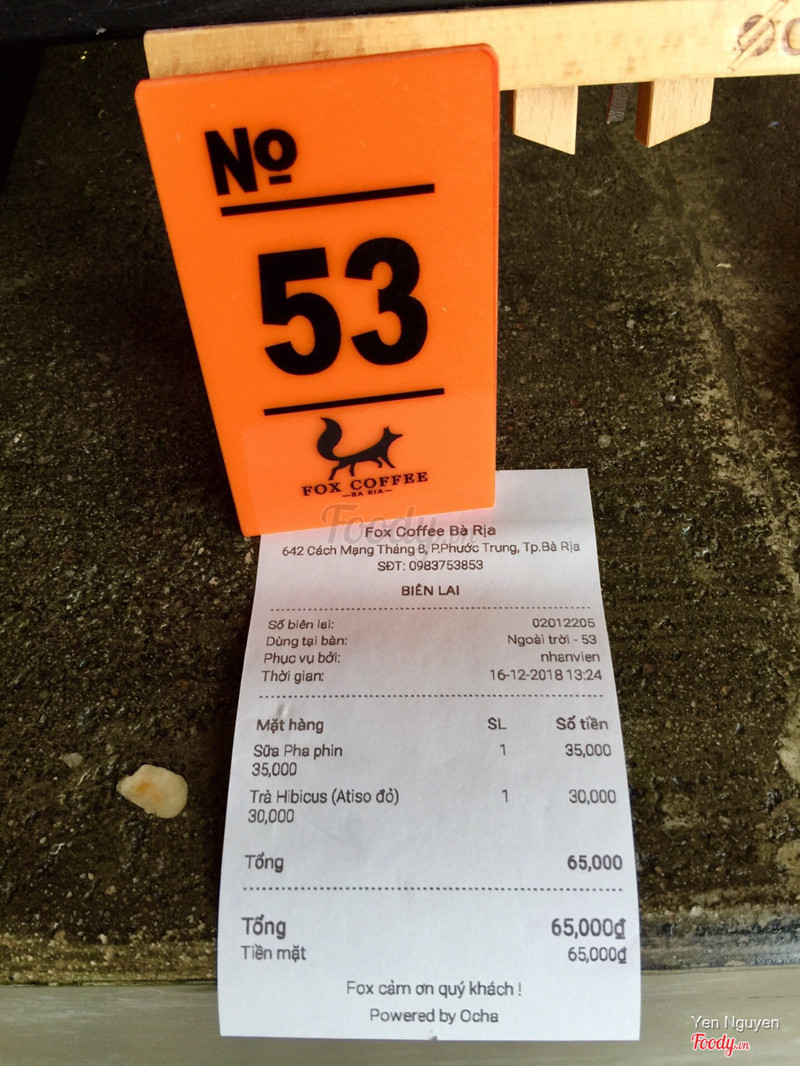 No
53
FOX COFFEE
BÀ RỊA
Foody.vn
Fox Coffee Bà Rịa
642 Cách Mạng Tháng 8, P.Phước Trung, Tp.Bà Rịa
SĐT: 0983753853
BIÊN LAI
Số biên lai: 02012205
Dùng tại bàn: Ngoài trời - 53
Phục vụ bởi: nhanvien
Thời gian: 16-12-2018 13:24
Mặt hàng SL Số tiền
Sữa Pha phin 1 35,000
35,000
Trà Hibicus (Atiso đỏ) 1 30,000
30,000
Tổng 65,000
Tổng 65,000₫
Tiền mặt 65,000₫
Fox cảm ơn quý khách !
Powered by Ocha
Yen Nguyen
Foody.vn